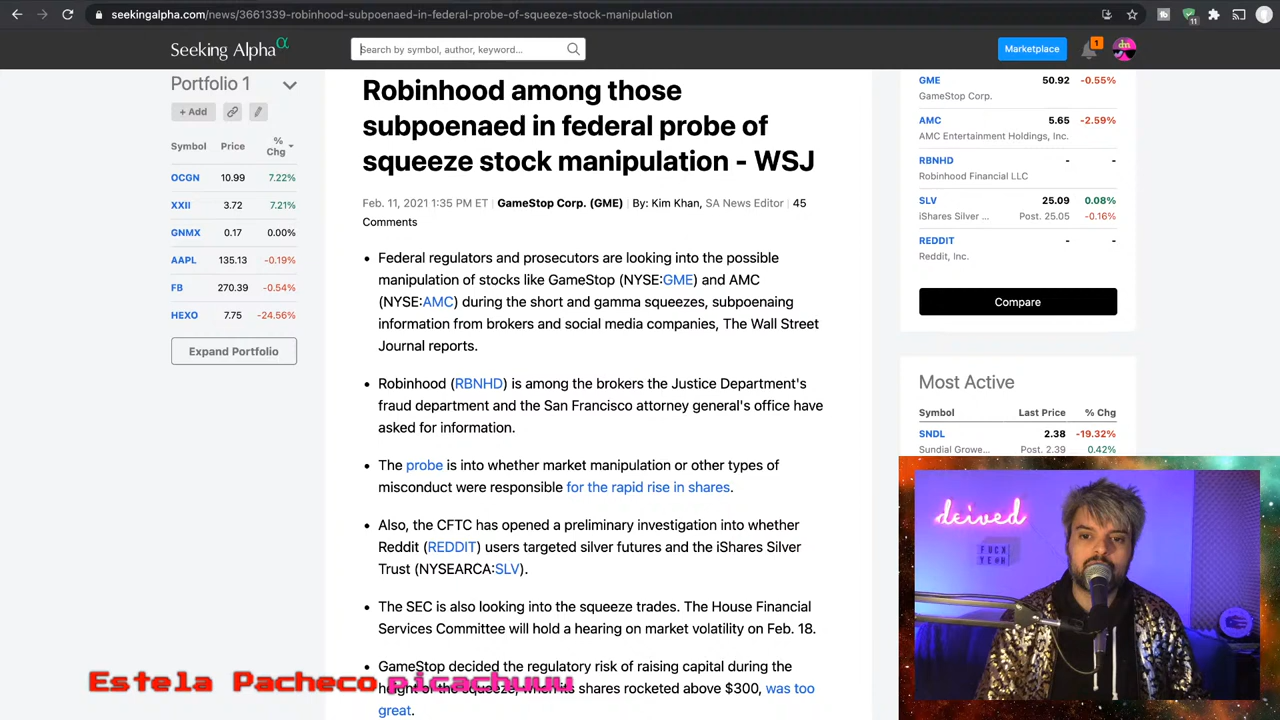 seekingalpha.com/news/3661339-robinhood-subpoenaed-in-federal-probe-of-squeeze-stock-manipulation
11
Seeking Alpha α
Search by symbol, author, keyword...
Marketplace
1
dn
Portfolio 1
+ Add
Symbol Price % Chg
OCGN 10.99 7.22%
XXII 3.72 7.21%
GNMX 0.17 0.00%
AAPL 135.13 -0.19%
FB 270.39 -0.54%
HEXO 7.75 -24.56%
Expand Portfolio
Robinhood among those
subpoenaed in federal probe of
squeeze stock manipulation - WSJ
Feb. 11, 2021 1:35 PM ET | GameStop Corp. (GME) | By: Kim Khan, SA News Editor • 45
Comments
• Federal regulators and prosecutors are looking into the possible
manipulation of stocks like GameStop (NYSE:GME) and AMC
(NYSE:AMC) during the short and gamma squeezes, subpoenaing
information from brokers and social media companies, The Wall Street
Journal reports.
• Robinhood (RBNHD) is among the brokers the Justice Department's
fraud department and the San Francisco attorney general's office have
asked for information.
• The probe is into whether market manipulation or other types of
misconduct were responsible for the rapid rise in shares.
• Also, the CFTC has opened a preliminary investigation into whether
Reddit (REDDIT) users targeted silver futures and the iShares Silver
Trust (NYSEARCA:SLV).
• The SEC is also looking into the squeeze trades. The House Financial
Services Committee will hold a hearing on market volatility on Feb. 18.
• GameStop decided the regulatory risk of raising capital during the
height of the squeeze, when its shares rocketed above $300, was too
great.
GME 50.92 -0.55%
GameStop Corp.
AMC 5.65 -2.59%
AMC Entertainment Holdings, Inc.
RBNHD - -
Robinhood Financial LLC
SLV 25.09 0.08%
iShares Silver ... Post. 25.05 -0.16%
REDDIT - -
Reddit, Inc.
Compare
Most Active
Symbol Last Price % Chg
SNDL 2.38 -19.32%
Sundial Growe... Post. 2.39 0.42%
deived
FUCK
YEAH
Estela Pacheco picachuuu